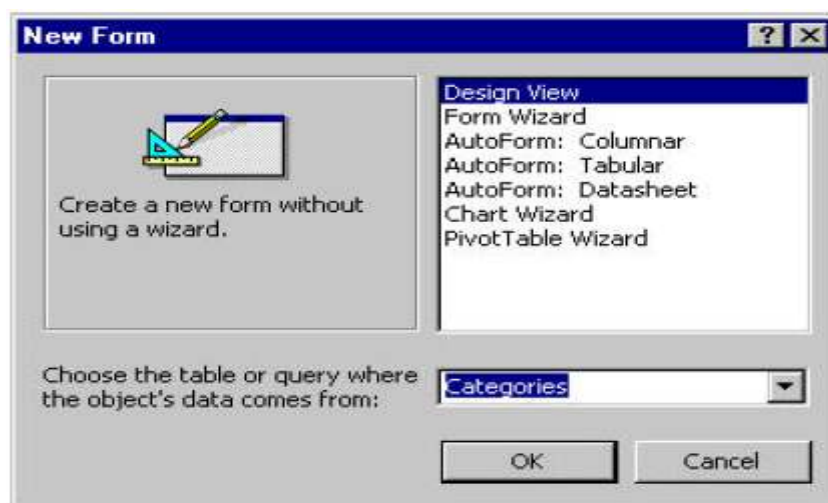 New Form
Design View
Form Wizard
AutoForm: Columnar
AutoForm: Tabular
AutoForm: Datasheet
Chart Wizard
PivotTable Wizard
Create a new form without
using a wizard.
Choose the table or query where
the object's data comes from:
Categories
OK
Cancel